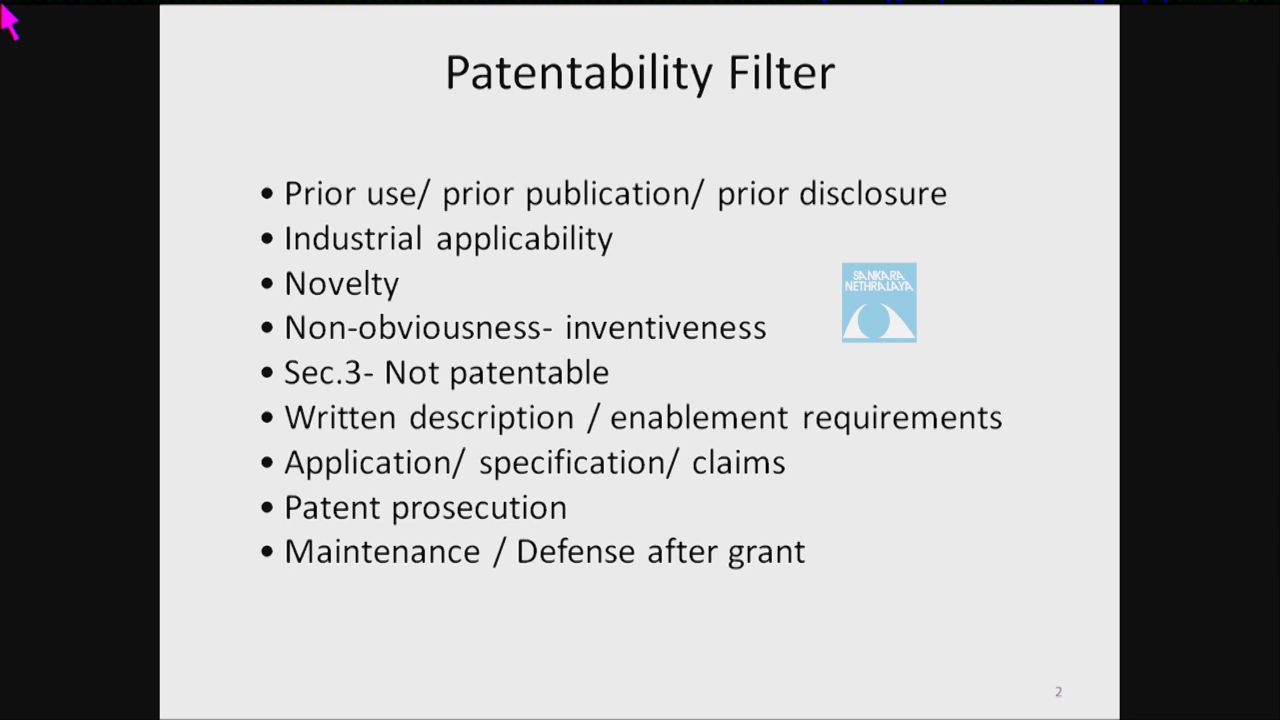 Patentability Filter
• Prior use/ prior publication/ prior disclosure
• Industrial applicability
• Novelty
• Non-obviousness- inventiveness
• Sec.3- Not patentable
• Written description / enablement requirements
• Application/ specification/ claims
• Patent prosecution
• Maintenance / Defense after grant
SANKARA
NETHRALAYA
2